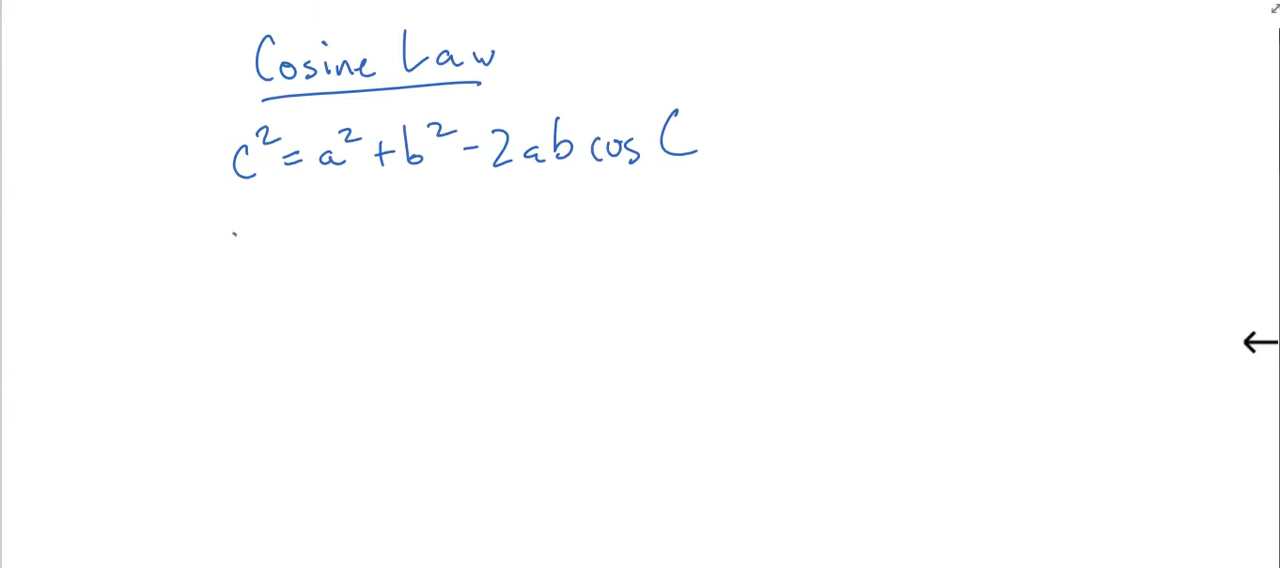 Cosine Law
c² = a² + b² - 2ab cos C